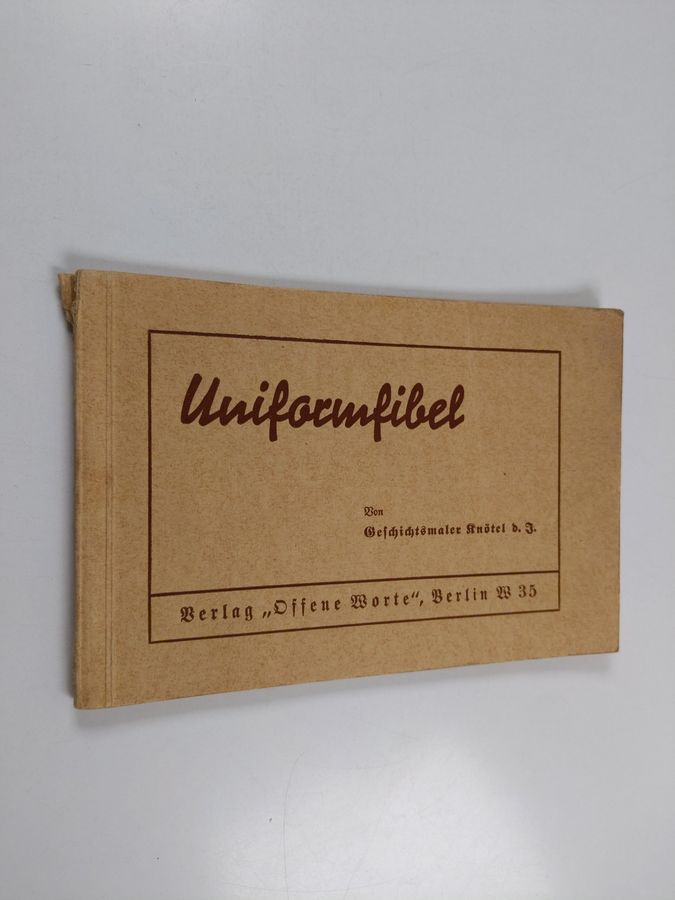 Uniformfibel
Von
Geschichtsmaler Knötel d. J.
Verlag „Offene Worte“, Berlin W 35